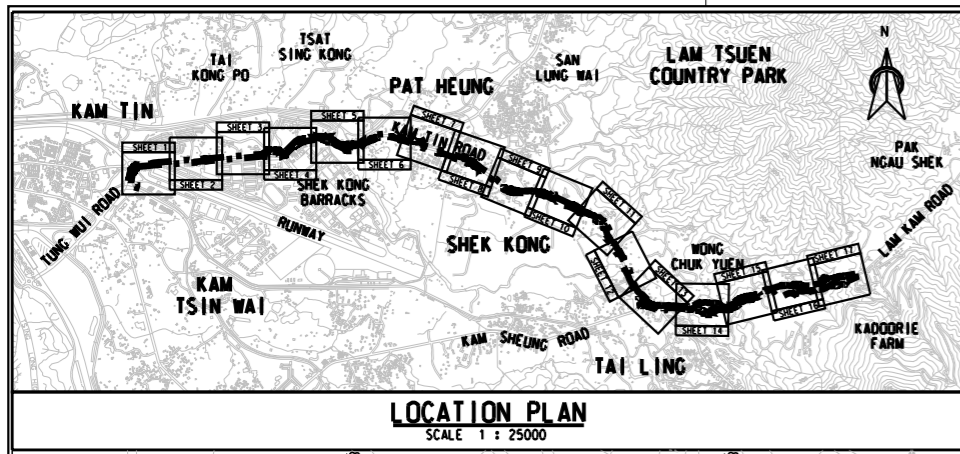 TSAT
SING KONG
TAI
KONG PO
SAN
LUNG WAI
LAM TSUEN
COUNTRY PARK
N
PAT HEUNG
KAM TIN
SHEET 1
SHEET 2
SHEET 3
SHEET 4
SHEET 5
SHEET 6
SHEET 7
KAM TIN ROAD
SHEET 8
SHEET 9
SHEET 10
PAK
NGAU SHEK
SHEK KONG
BARRACKS
TUNG WUI ROAD
RUNWAY
SHEK KONG
SHEET 12
WONG
CHUK YUEN
SHEET 14
SHEET 15
SHEET 16
SHEET 17
LAM KAM ROAD
KAM
TSIN WAI
KAM SHEUNG ROAD
TAI LING
KADOORIE
FARM
LOCATION PLAN
SCALE 1 : 25000